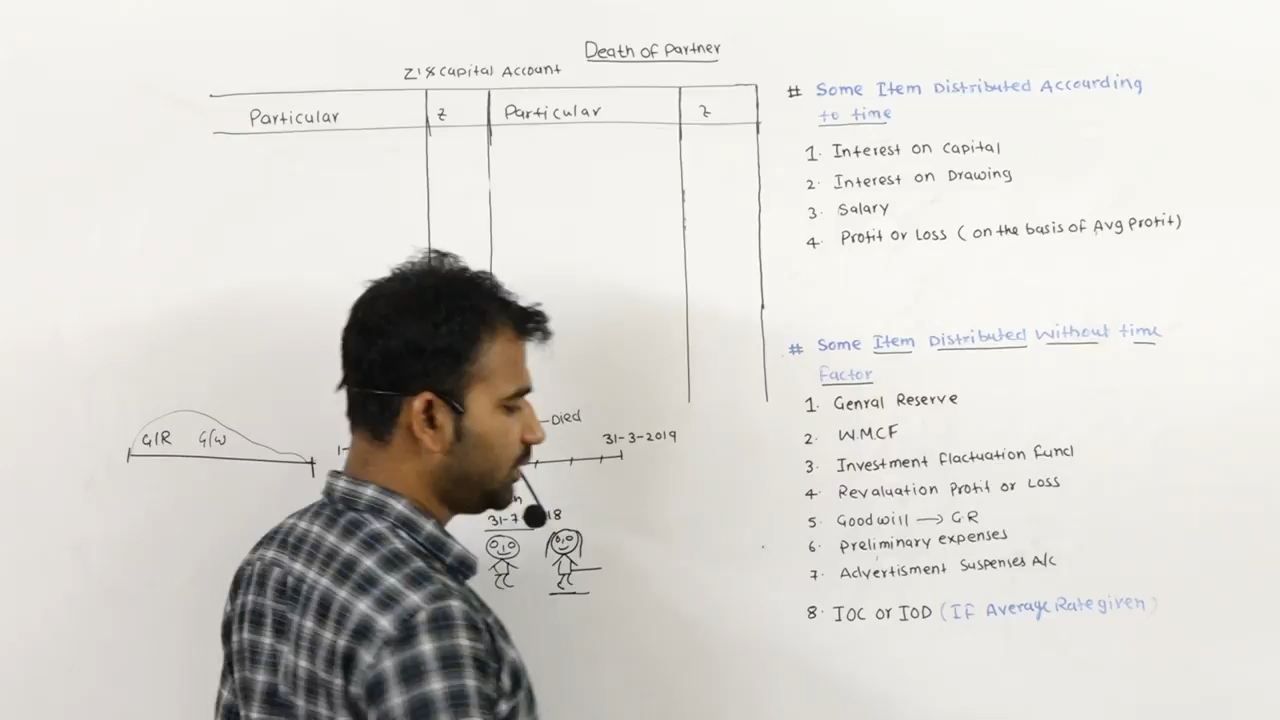 Death of Partner
Z's Capital Account
Particular Z Particular Z
# Some Item Distributed Accourding
to time
1. Interest on Capital
2. Interest on Drawing
3. Salary
4. Profit or Loss (on the basis of Avg Profit)
# Some Item Distributed Without time
Factor
1. Genral Reserve
2. W.M.C.F
3. Investment Flactuation Fund
4. Revaluation Profit or Loss
5. Goodwill → G.R
6. Preliminary expenses
7. Advertisment Suspenses A/c
8. IOC or IOD (IF Average Rate given)
G/R G/W
Died
31-3-2019
31-7 18